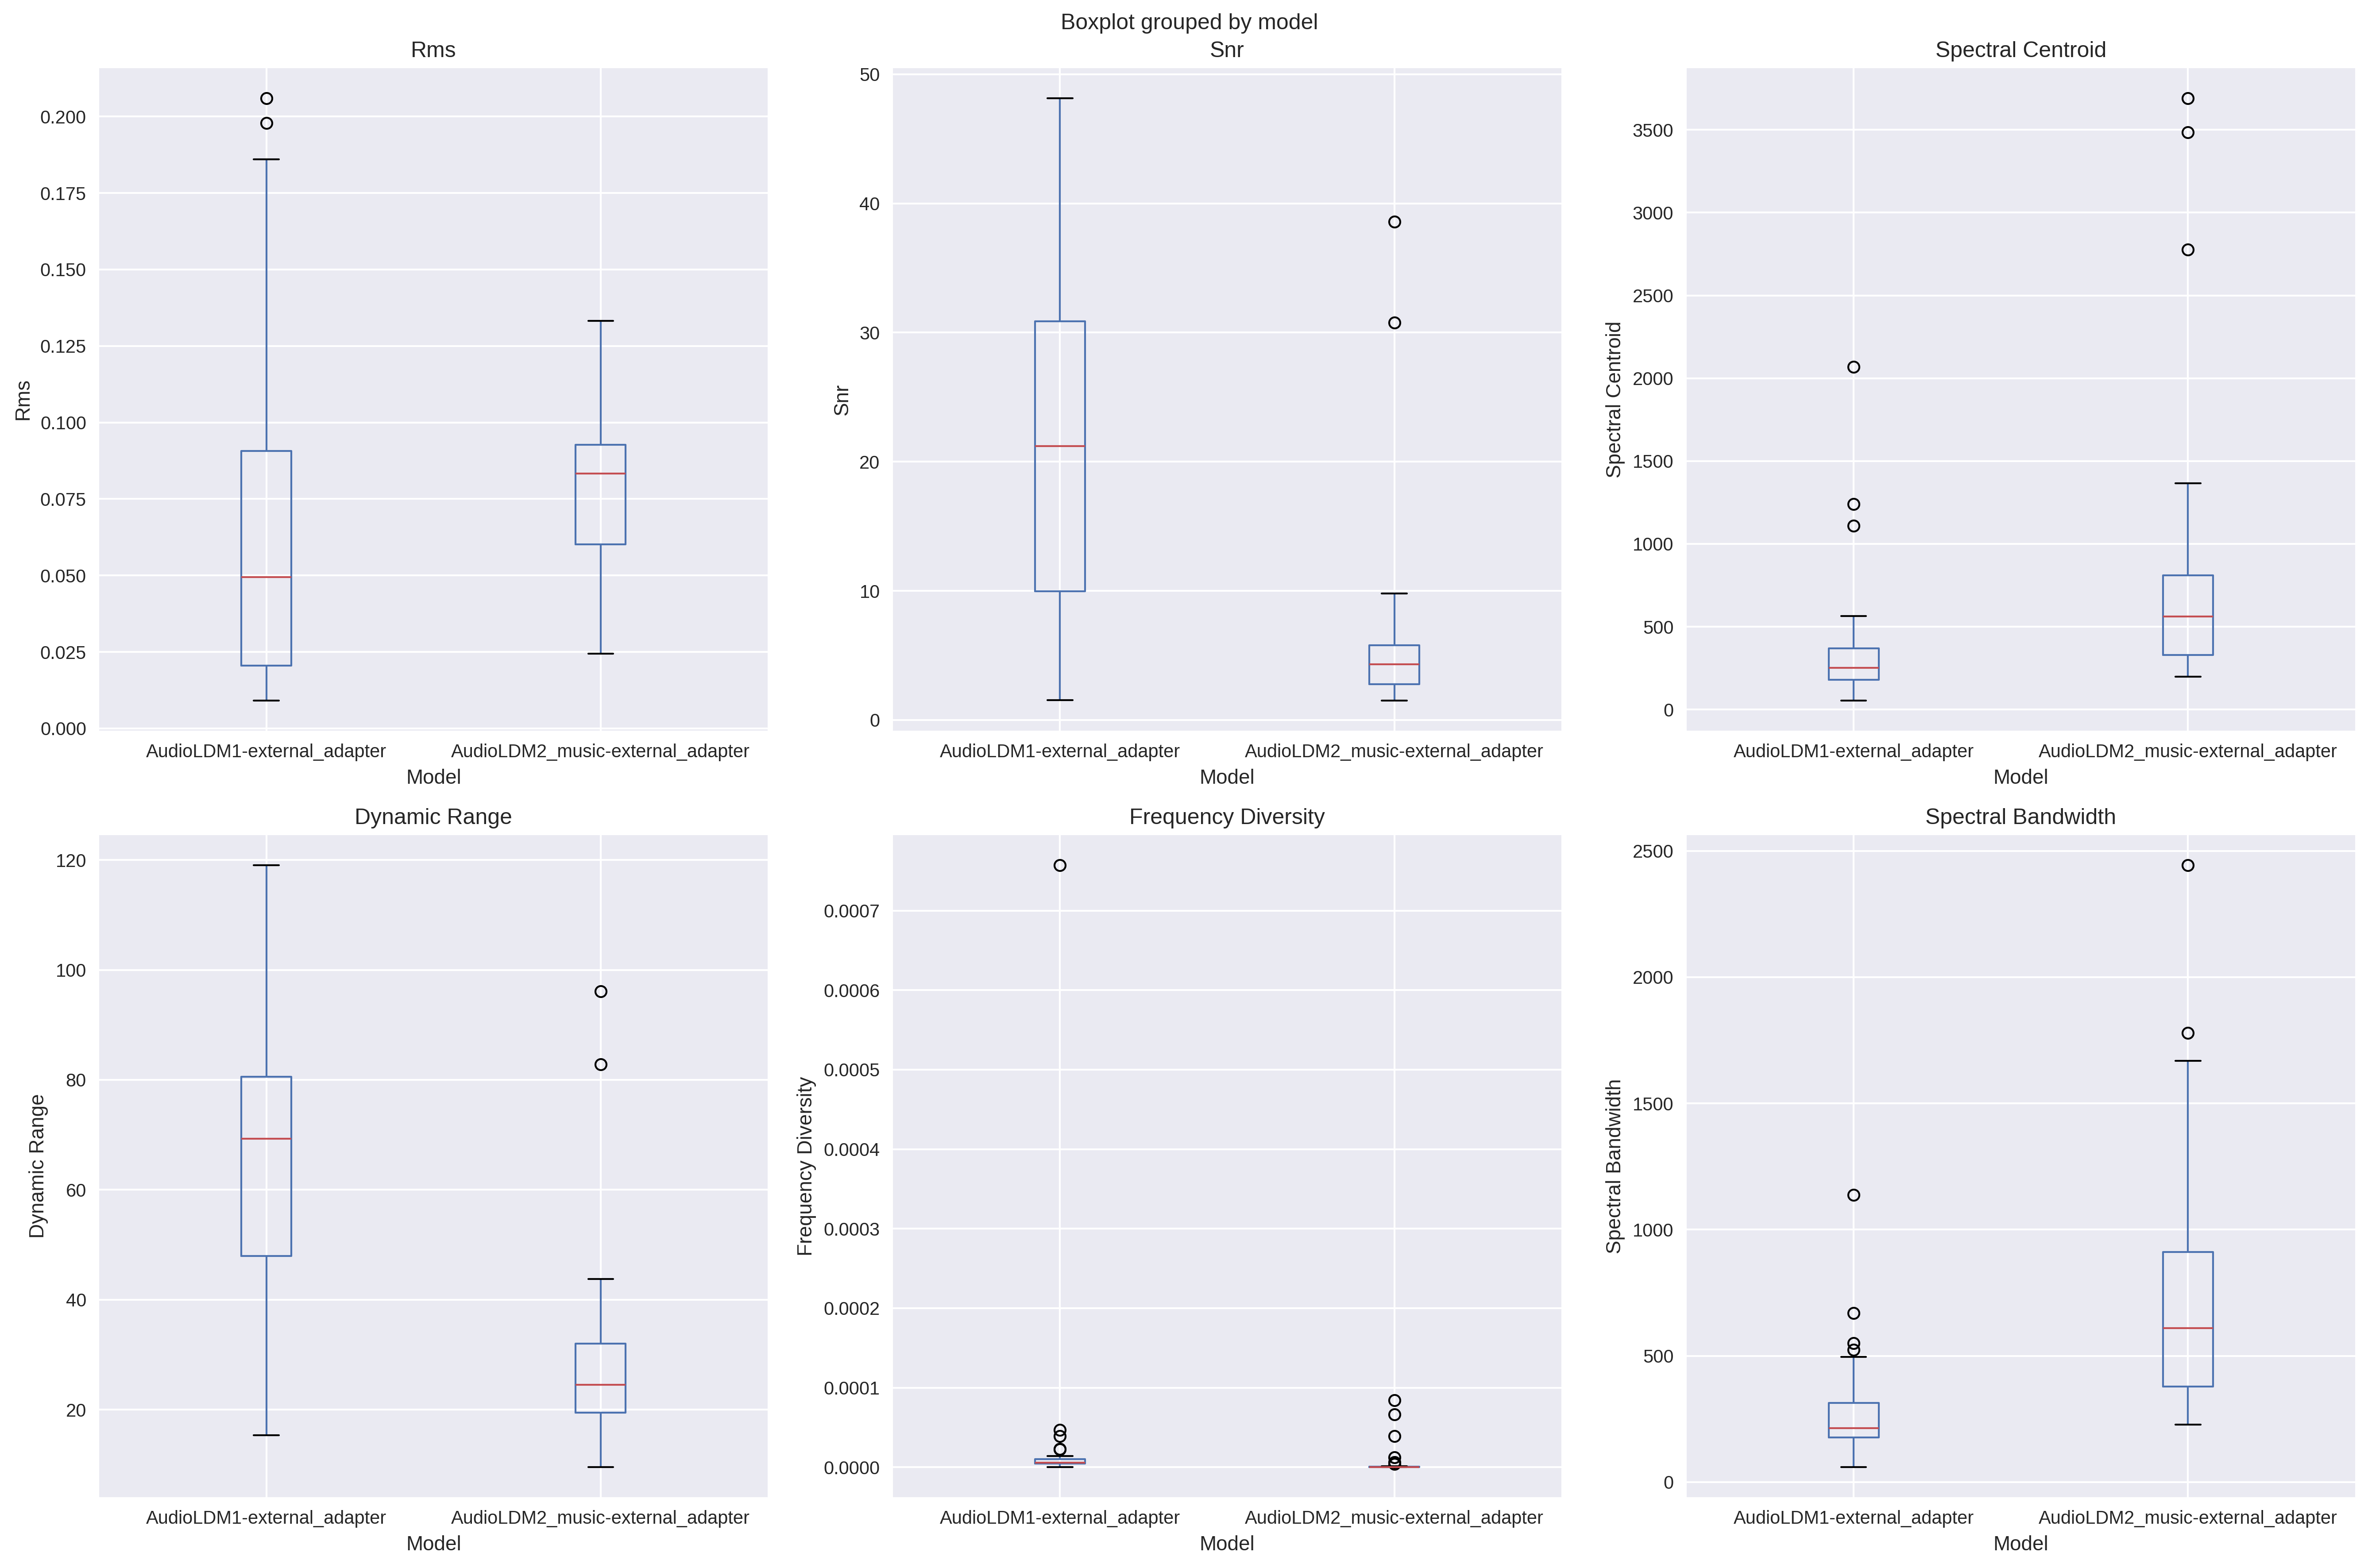 Boxplot grouped by model
Rms
0.200
0.175
0.150
0.125
0.100
0.075
0.050
0.025
0.000
Rms
AudioLDM1-external_adapter AudioLDM2_music-external_adapter
Model
Snr
50
40
30
20
10
0
Snr
AudioLDM1-external_adapter AudioLDM2_music-external_adapter
Model
Spectral Centroid
3500
3000
2500
2000
1500
1000
500
0
Spectral Centroid
AudioLDM1-external_adapter AudioLDM2_music-external_adapter
Model
Dynamic Range
120
100
80
60
40
20
Dynamic Range
AudioLDM1-external_adapter AudioLDM2_music-external_adapter
Model
Frequency Diversity
0.0007
0.0006
0.0005
0.0004
0.0003
0.0002
0.0001
0.0000
Frequency Diversity
AudioLDM1-external_adapter AudioLDM2_music-external_adapter
Model
Spectral Bandwidth
2500
2000
1500
1000
500
0
Spectral Bandwidth
AudioLDM1-external_adapter AudioLDM2_music-external_adapter
Model